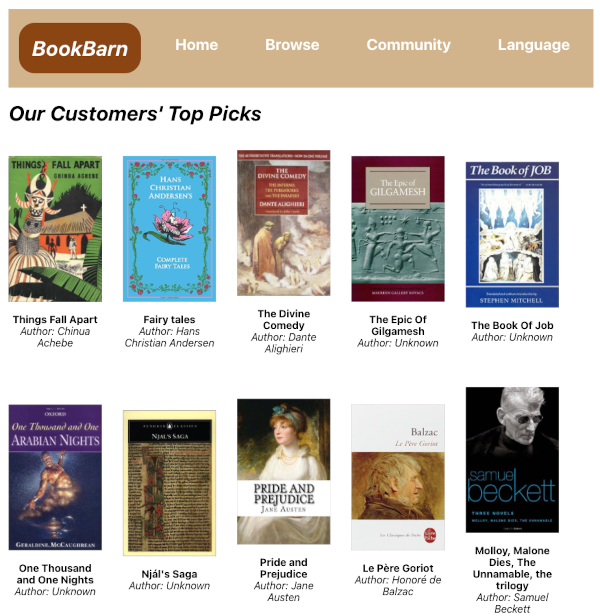 BookBarn
Home Browse Community Language
Our Customers' Top Picks
THINGS FALL APART
CHINUA ACHEBE
Things Fall Apart
Author: Chinua
Achebe
HANS
CHRISTIAN
ANDERSEN'S
COMPLETE
FAIRY TALES
Fairy tales
Author: Hans
Christian Andersen
THE
DIVINE COMEDY
THE INFERNO,
THE PURGATORIO,
AND THE PARADISO
DANTE ALIGHIERI
The Divine
Comedy
Author: Dante
Alighieri
The Epic of
GILGAMESH
MAUREEN GALLERY KOVACS
The Epic Of
Gilgamesh
Author: Unknown
The Book of JOB
STEPHEN MITCHELL
The Book Of Job
Author: Unknown
OXFORD
One Thousand and One
ARABIAN NIGHTS
GERALDINE MCCAUGHREAN
One Thousand
and One Nights
Author: Unknown
PENGUIN CLASSICS
NJAL'S SAGA
Njál's Saga
Author: Unknown
PRIDE AND
PREJUDICE
JANE AUSTEN
Pride and
Prejudice
Author: Jane
Austen
Balzac
Le Père Goriot
Les Classiques de Poche
Le Père Goriot
Author: Honoré de
Balzac
samuel
beckett
THREE NOVELS
MOLLOY, MALONE DIES, THE UNNAMABLE
Molloy, Malone
Dies, The
Unnamable, the
trilogy
Author: Samuel
Beckett